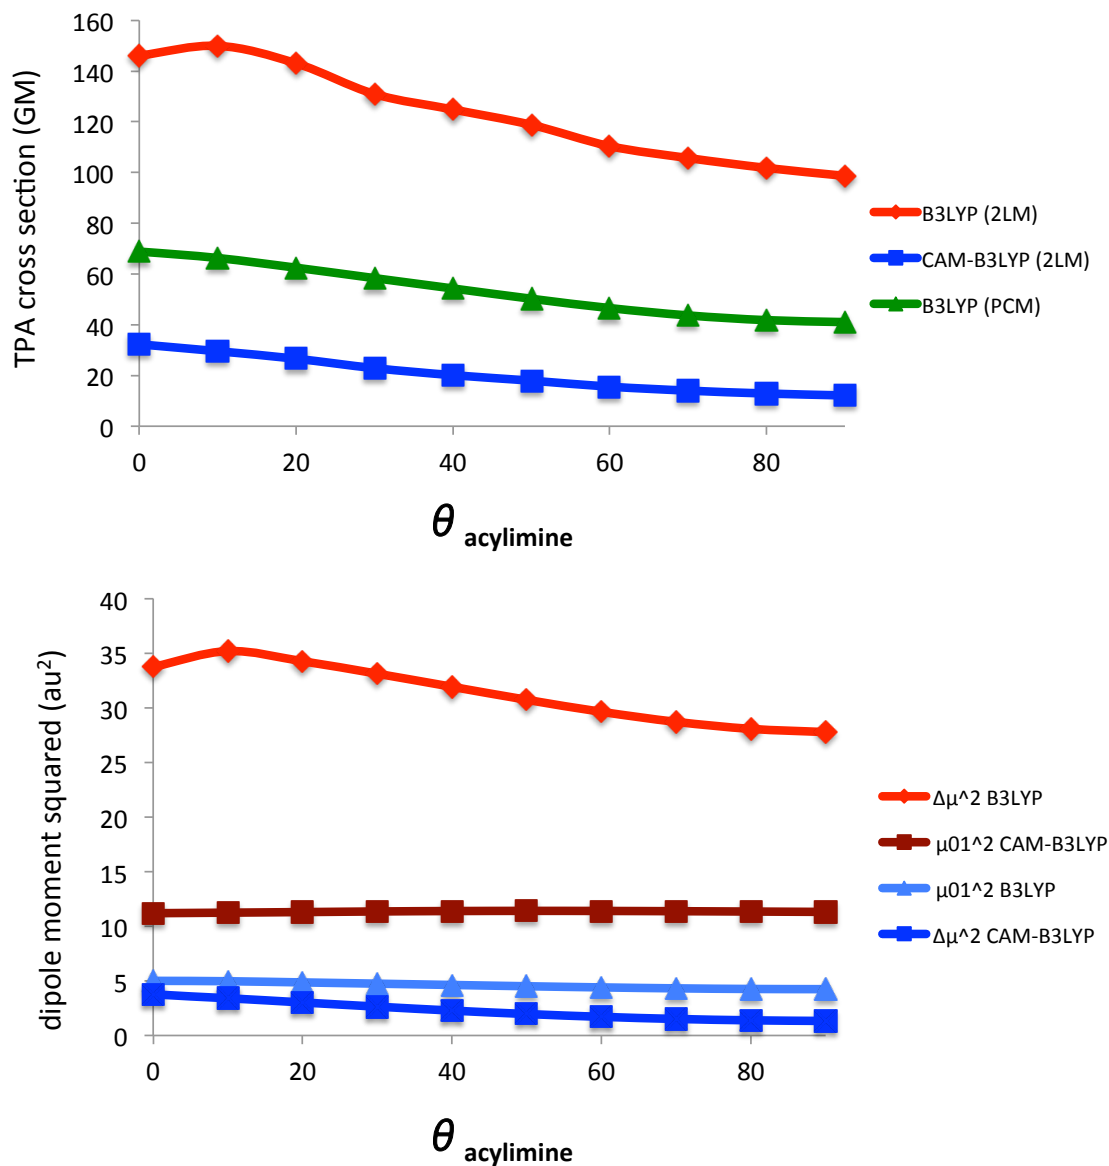 160
140
120
100
80
60
40
20
0
TPA cross section (GM)
0 20 40 60 80
θ acylimine
B3LYP (2LM)
CAM-B3LYP (2LM)
B3LYP (PCM)
40
35
30
25
20
15
10
5
0
dipole moment squared (au²)
0 20 40 60 80
θ acylimine
Δμ^2 B3LYP
μ01^2 CAM-B3LYP
μ01^2 B3LYP
Δμ^2 CAM-B3LYP